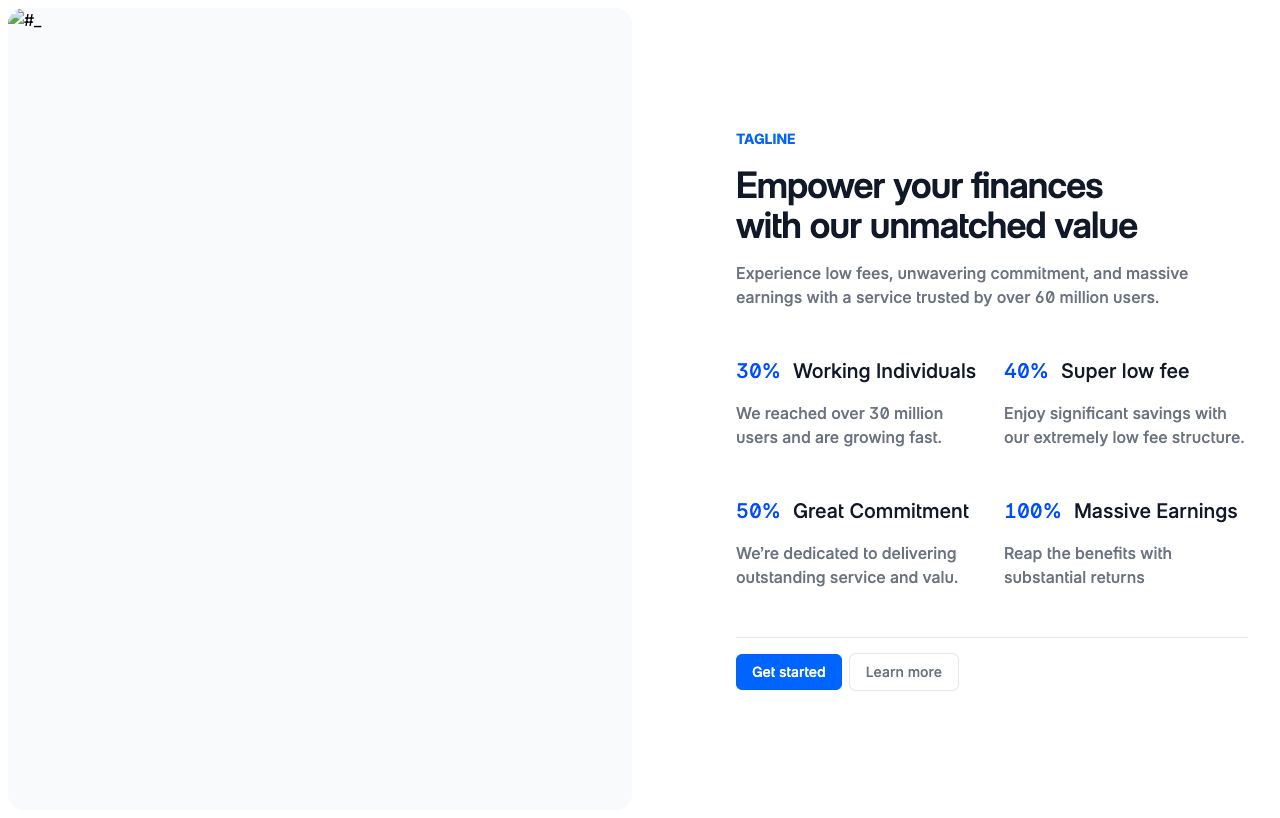 #_
TAGLINE
Empower your finances
with our unmatched value
Experience low fees, unwavering commitment, and massive
earnings with a service trusted by over 60 million users.
30% Working Individuals
We reached over 30 million
users and are growing fast.
40% Super low fee
Enjoy significant savings with
our extremely low fee structure.
50% Great Commitment
We're dedicated to delivering
outstanding service and valu.
100% Massive Earnings
Reap the benefits with
substantial returns
Get started
Learn more